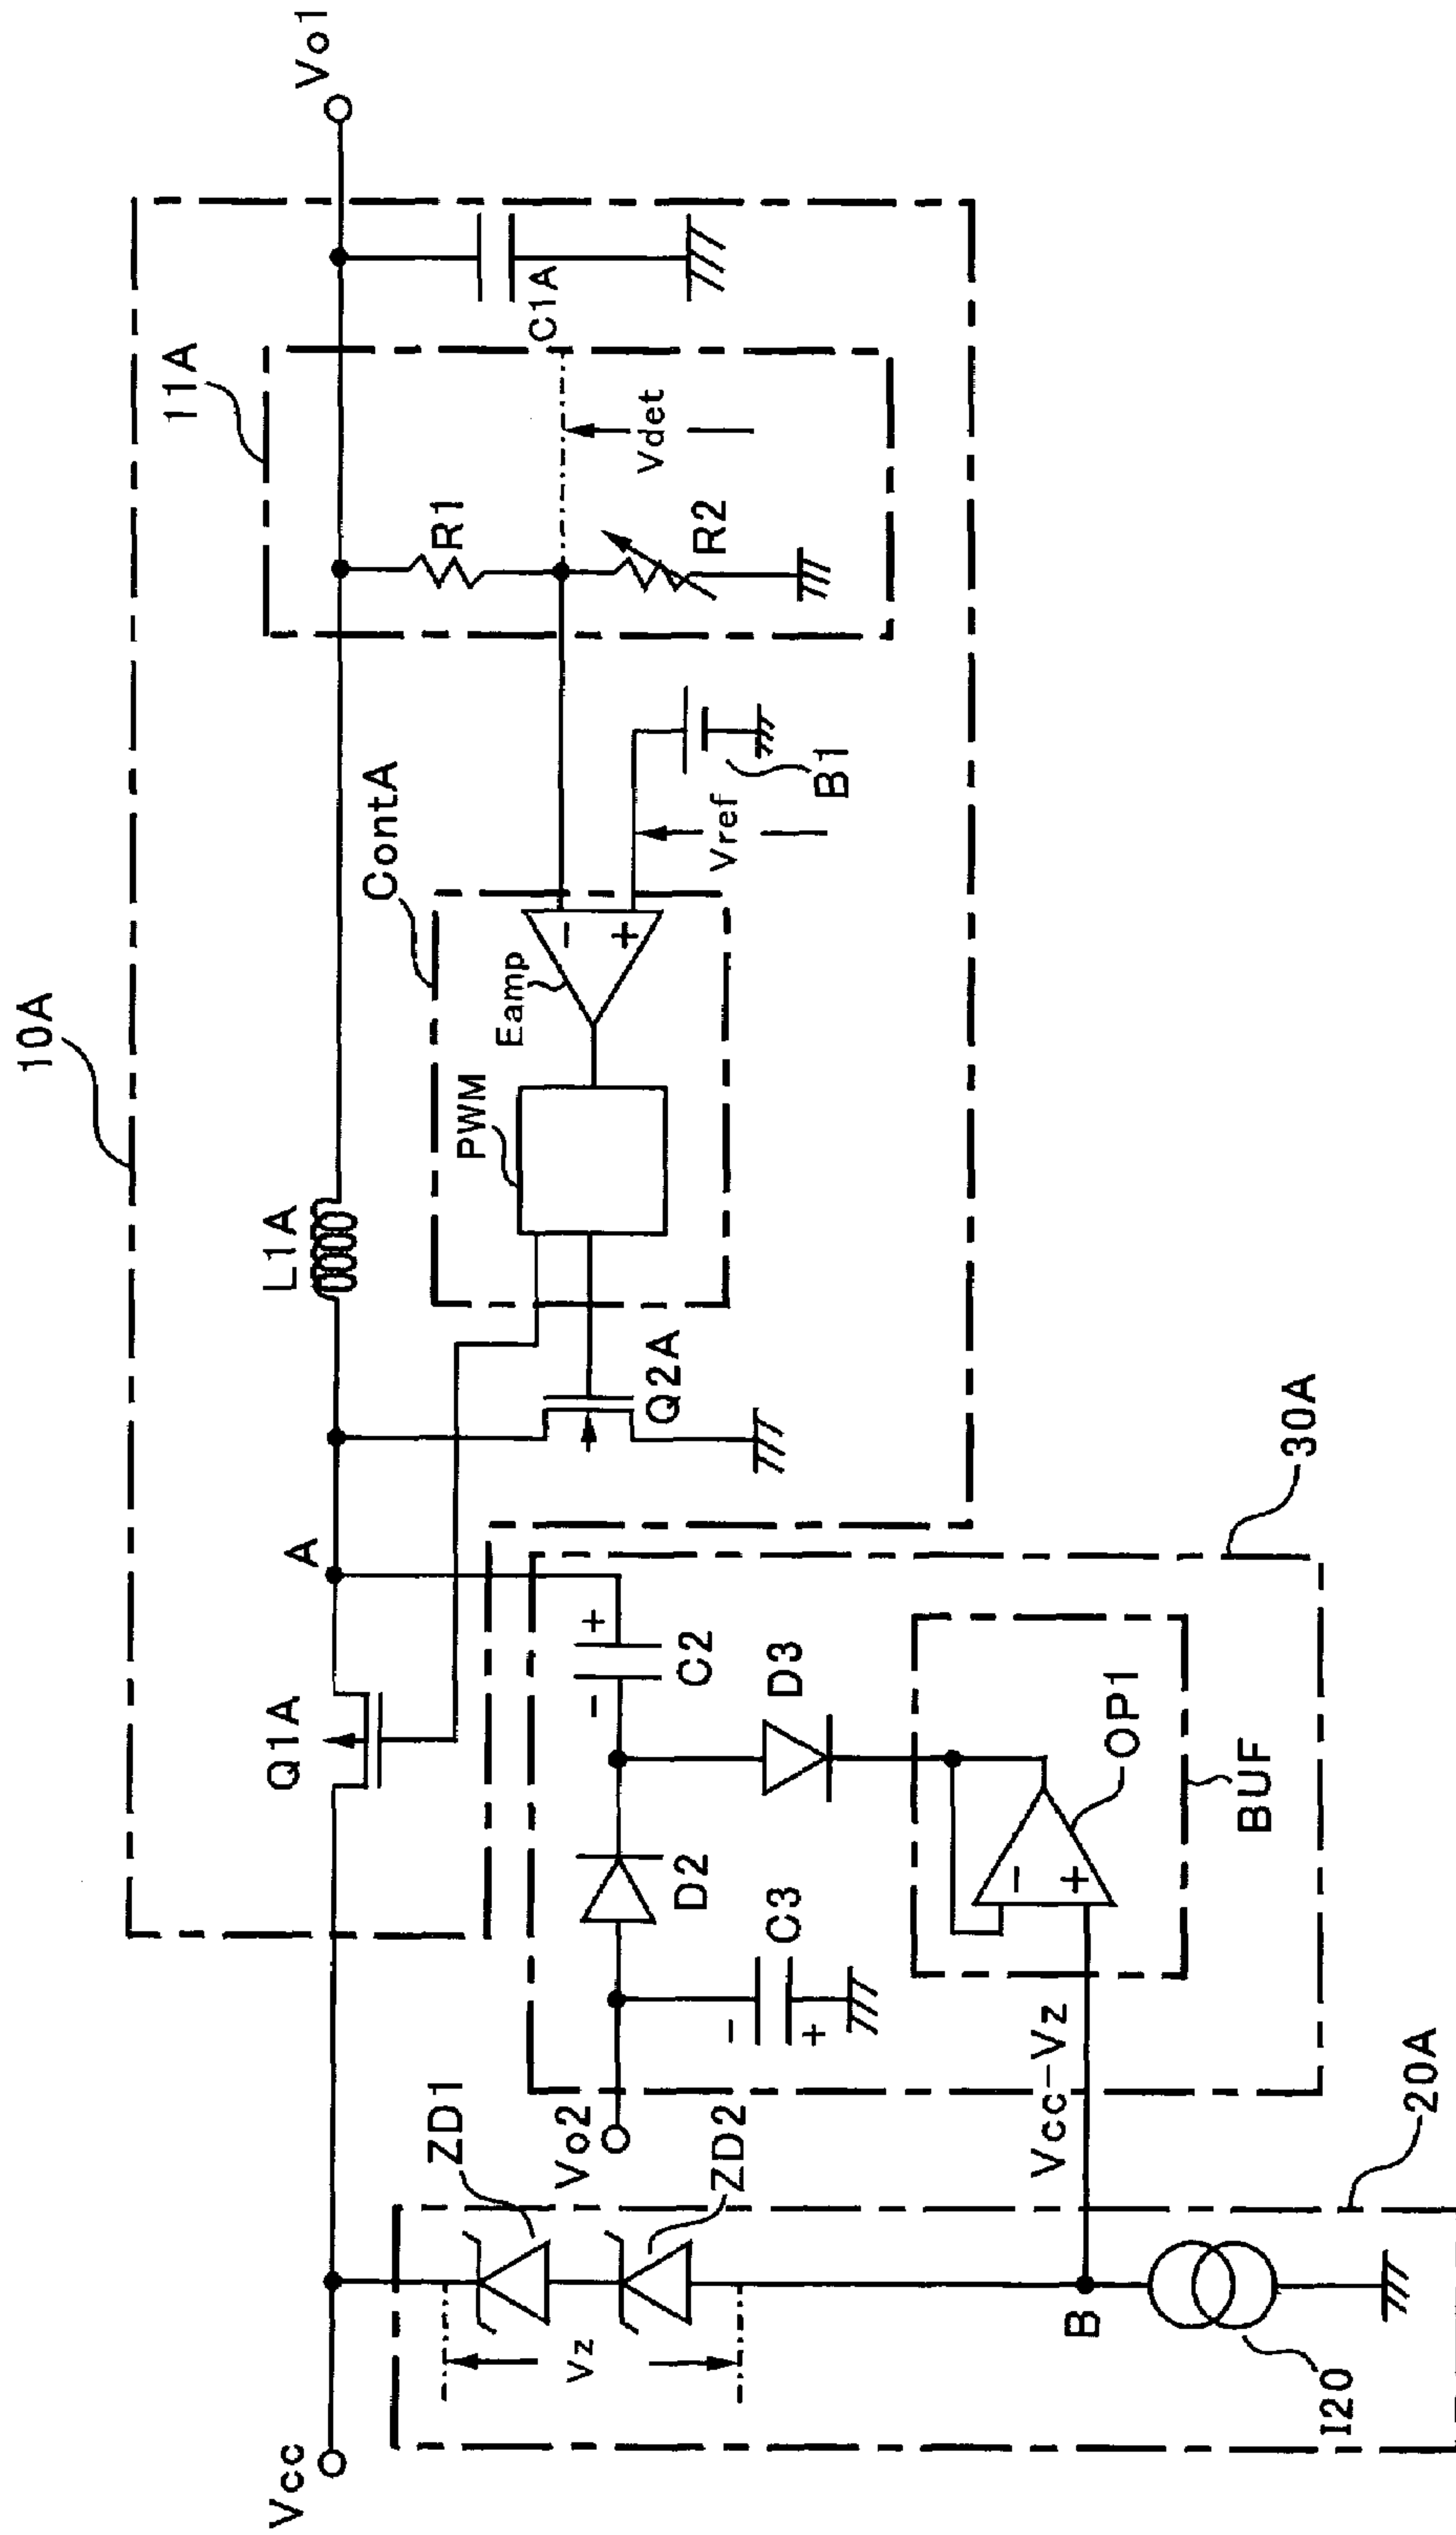 10A
11A
Vo1
L1A
ContA
R1
C1A
Vdet
R2
PWM
Eamp
-
+
Vref
B1
A
Q1A
Q2A
Vcc
C2
+
-
D3
D2
C3
-
+
Vo2
30A
OP1
-
+
BUF
Vcc-Vz
ZD1
ZD2
Vz
B
I20
20A